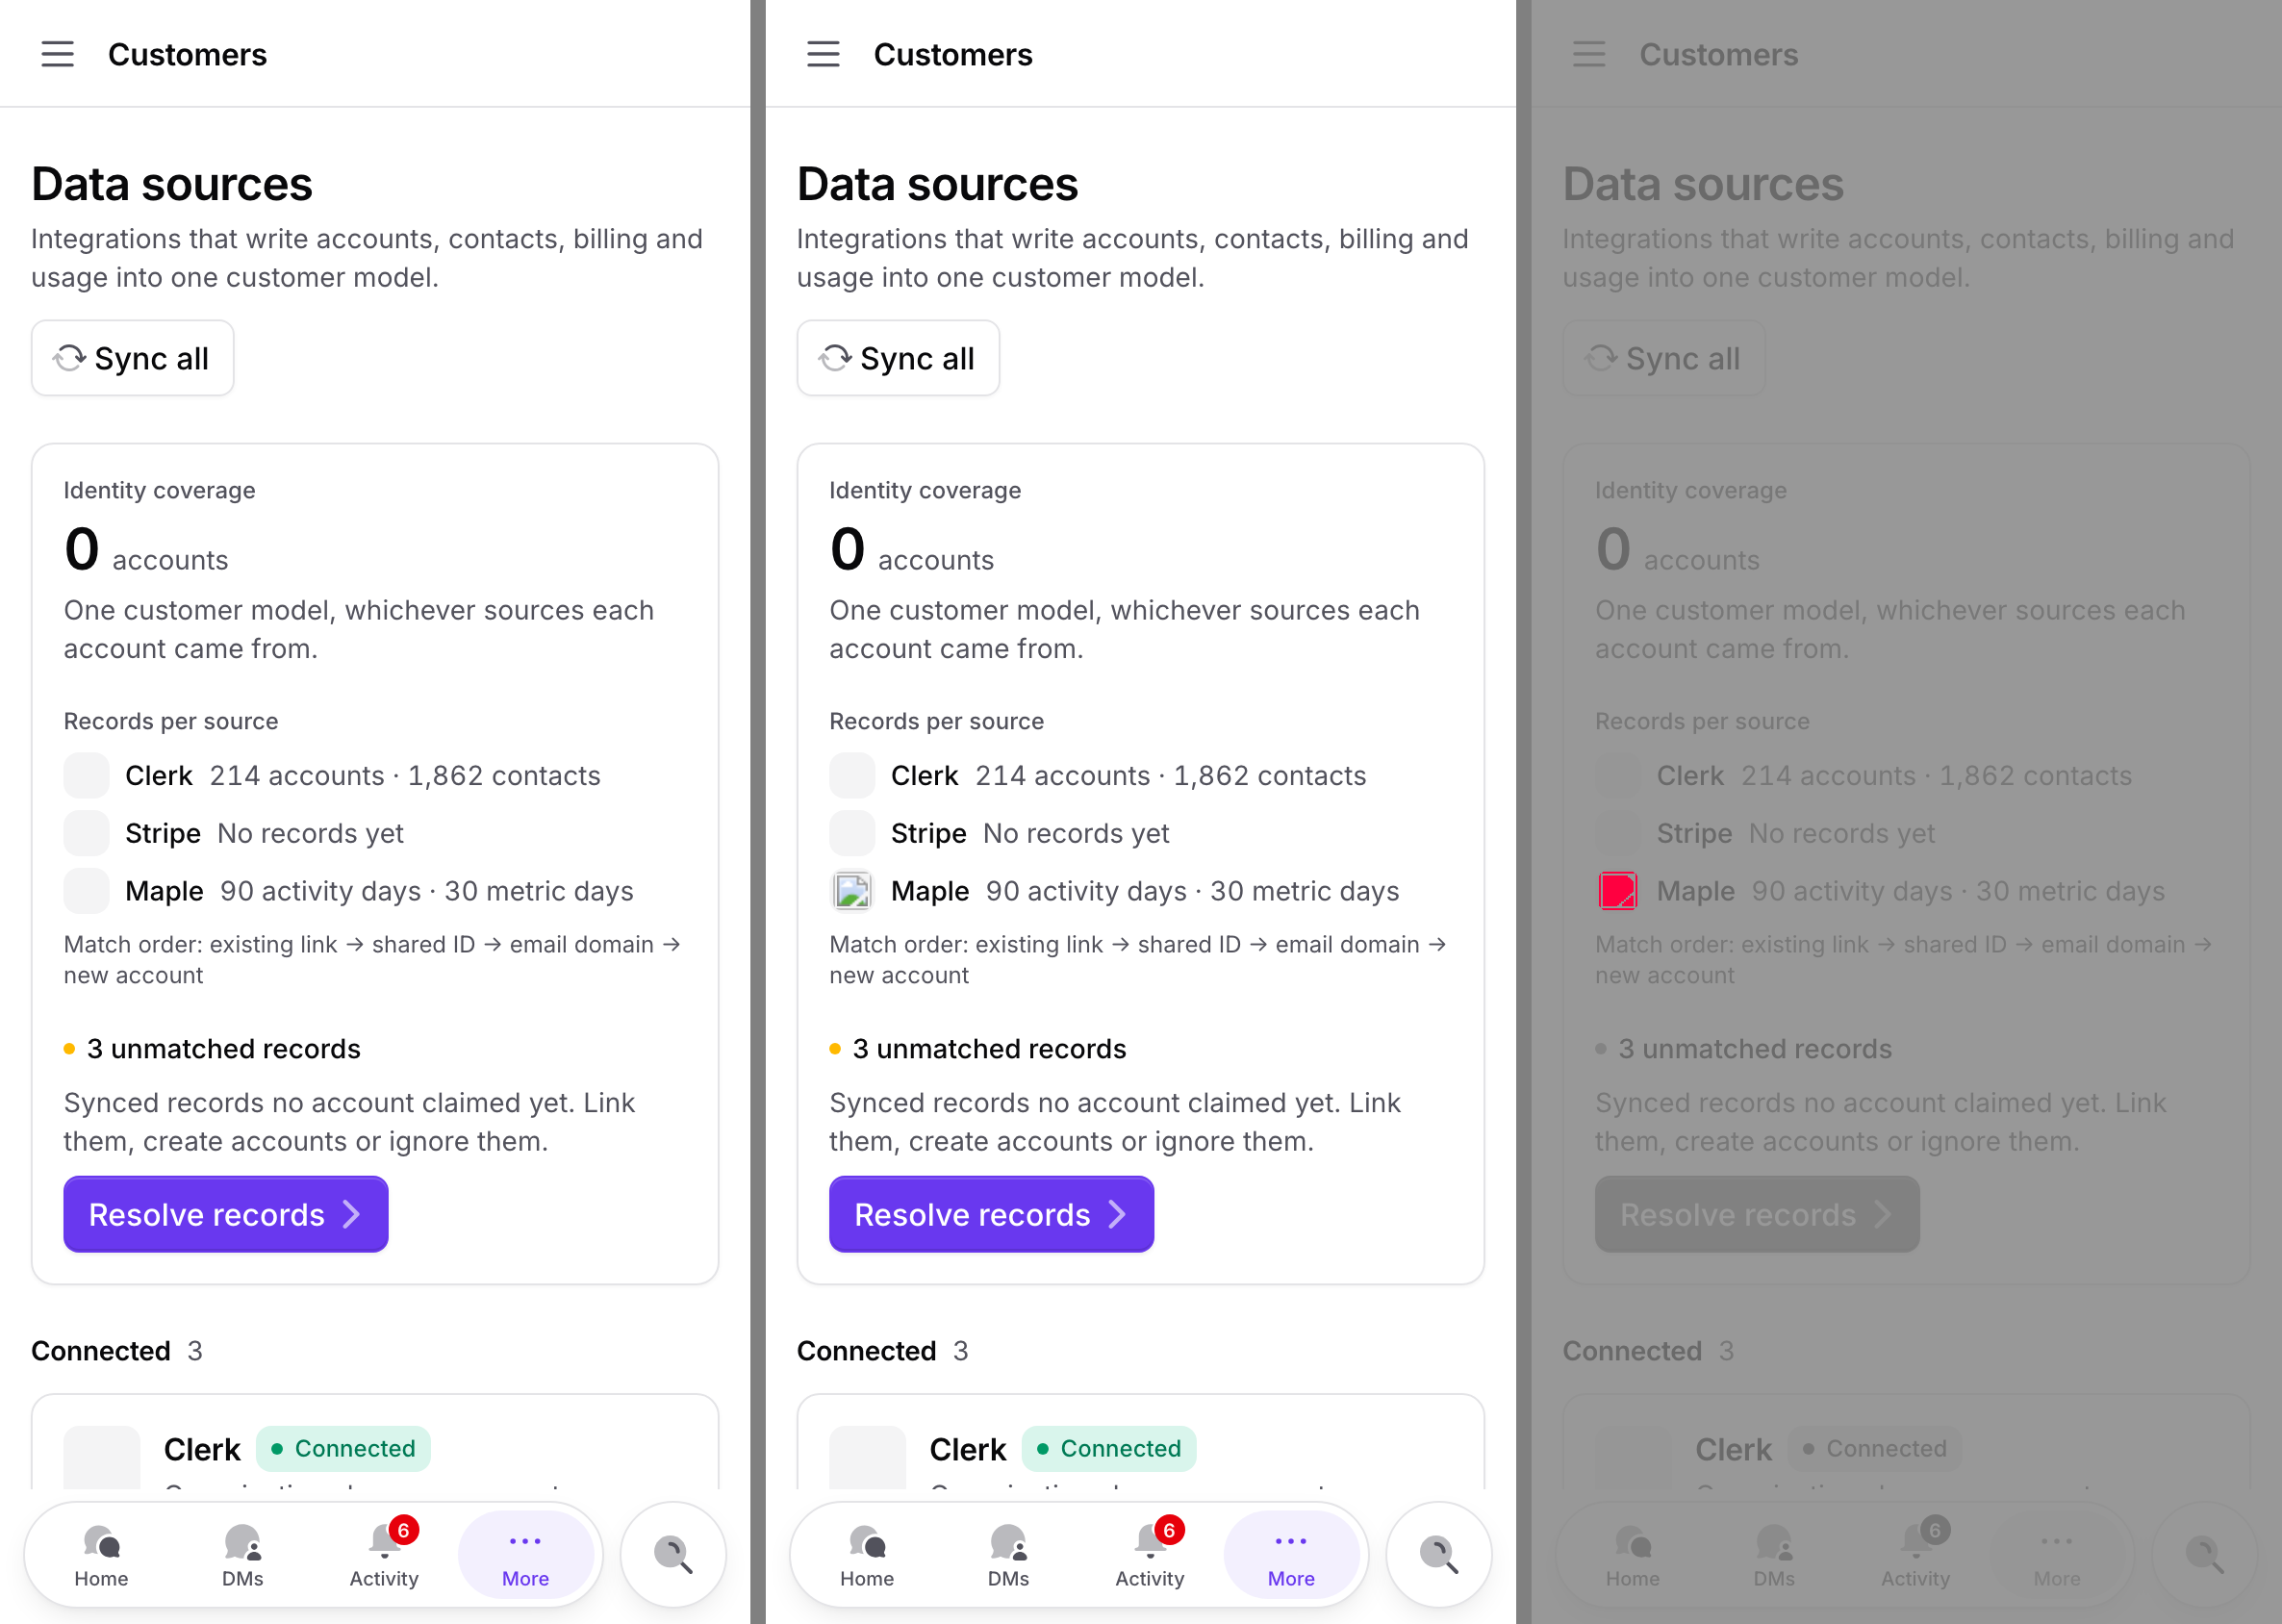 Customers
Data sources
Integrations that write accounts, contacts, billing and
usage into one customer model.
Sync all
Identity coverage
0 accounts
One customer model, whichever sources each
account came from.
Records per source
Clerk 214 accounts · 1,862 contacts
Stripe No records yet
Maple 90 activity days · 30 metric days
Match order: existing link → shared ID → email domain →
new account
3 unmatched records
Synced records no account claimed yet. Link
them, create accounts or ignore them.
Resolve records
Connected 3
Clerk Connected
6
Home DMs Activity More
Customers
Data sources
Integrations that write accounts, contacts, billing and
usage into one customer model.
Sync all
Identity coverage
0 accounts
One customer model, whichever sources each
account came from.
Records per source
Clerk 214 accounts · 1,862 contacts
Stripe No records yet
Maple 90 activity days · 30 metric days
Match order: existing link → shared ID → email domain →
new account
3 unmatched records
Synced records no account claimed yet. Link
them, create accounts or ignore them.
Resolve records
Connected 3
Clerk Connected
6
Home DMs Activity More
Customers
Data sources
Integrations that write accounts, contacts, billing and
usage into one customer model.
Sync all
Identity coverage
0 accounts
One customer model, whichever sources each
account came from.
Records per source
Clerk 214 accounts · 1,862 contacts
Stripe No records yet
Maple 90 activity days · 30 metric days
Match order: existing link → shared ID → email domain →
new account
3 unmatched records
Synced records no account claimed yet. Link
them, create accounts or ignore them.
Resolve records
Connected 3
Clerk Connected
6
Home DMs Activity More